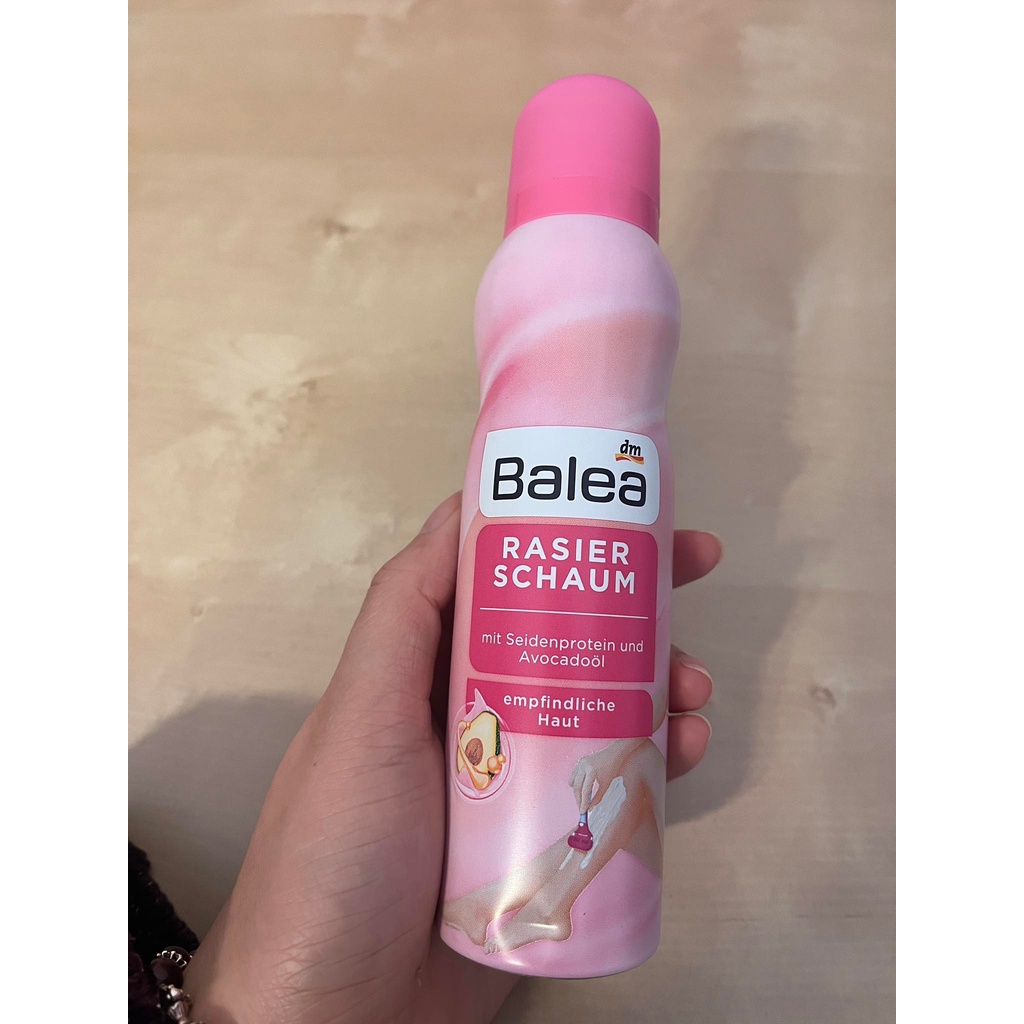 dm
Balea
RASIER
SCHAUM
mit Seidenprotein und
Avocadoöl
empfindliche
Haut